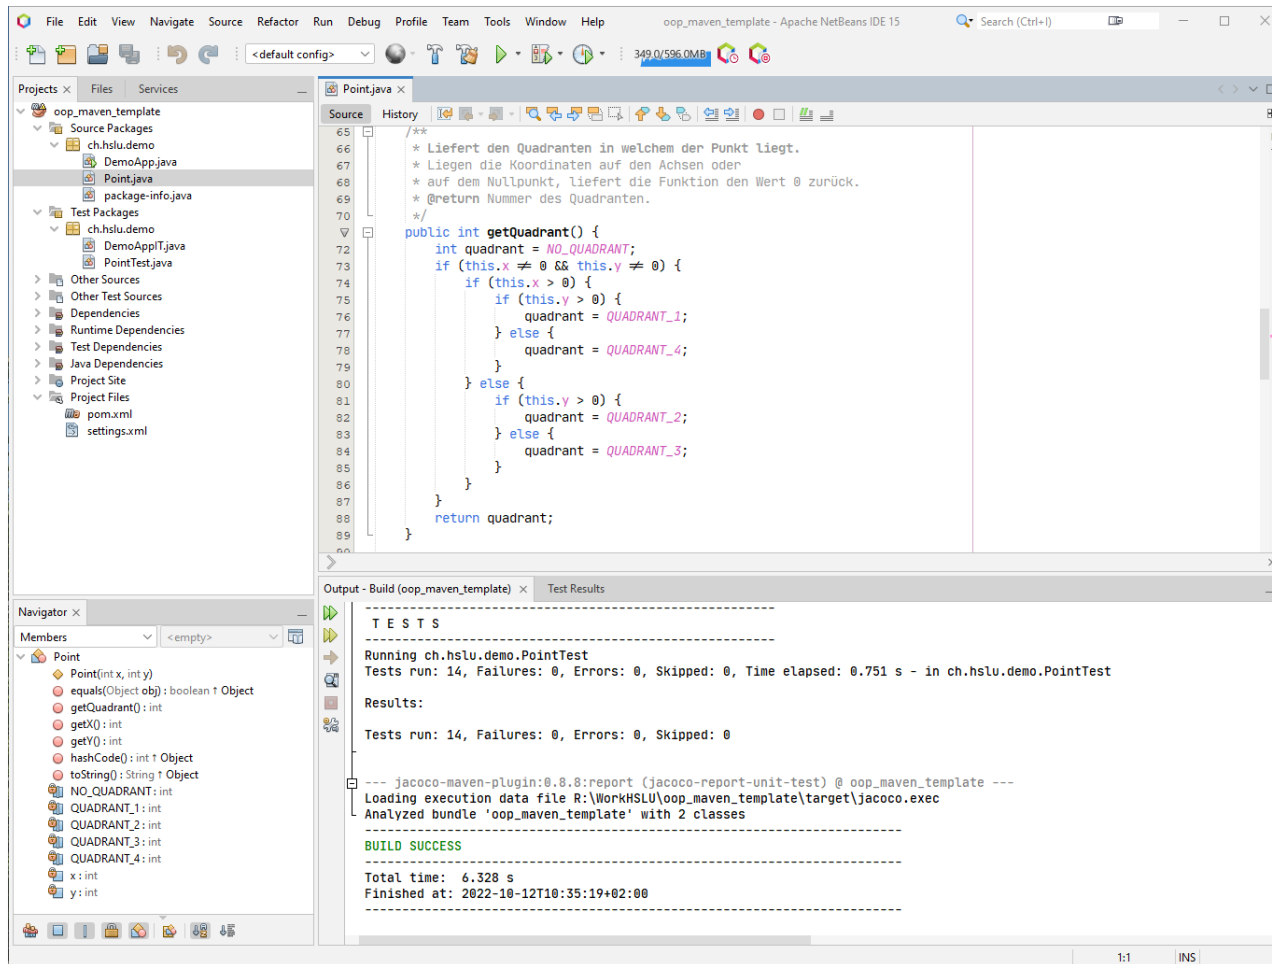 File Edit View Navigate Source Refactor Run Debug Profile Team Tools Window Help oop_maven_template - Apache NetBeans IDE 15 Search (Ctrl+I)
<default config> 349.0/596.0MB
Projects Files Services
oop_maven_template
Source Packages
ch.hslu.demo
DemoApp.java
Point.java
package-info.java
Test Packages
ch.hslu.demo
DemoAppIT.java
PointTest.java
Other Sources
Other Test Sources
Dependencies
Runtime Dependencies
Test Dependencies
Java Dependencies
Project Site
Project Files
pom.xml
settings.xml
Navigator
Members <empty>
Point
Point(int x, int y)
equals(Object obj) : boolean ↑ Object
getQuadrant() : int
getX() : int
getY() : int
hashCode() : int ↑ Object
toString() : String ↑ Object
NO_QUADRANT : int
QUADRANT_1 : int
QUADRANT_2 : int
QUADRANT_3 : int
QUADRANT_4 : int
x : int
y : int
Point.java
Source History
65 /**
66 * Liefert den Quadranten in welchem der Punkt liegt.
67 * Liegen die Koordinaten auf den Achsen oder
68 * auf dem Nullpunkt, liefert die Funktion den Wert 0 zurück.
69 * @return Nummer des Quadranten.
70 */
public int getQuadrant() {
72 int quadrant = NO_QUADRANT;
73 if (this.x ≠ 0 && this.y ≠ 0) {
74 if (this.x > 0) {
75 if (this.y > 0) {
76 quadrant = QUADRANT_1;
77 } else {
78 quadrant = QUADRANT_4;
79 }
80 } else {
81 if (this.y > 0) {
82 quadrant = QUADRANT_2;
83 } else {
84 quadrant = QUADRANT_3;
85 }
86 }
87 }
88 return quadrant;
89 }
90
Output - Build (oop_maven_template) Test Results
-------------------------------------------------------
T E S T S
-------------------------------------------------------
Running ch.hslu.demo.PointTest
Tests run: 14, Failures: 0, Errors: 0, Skipped: 0, Time elapsed: 0.751 s - in ch.hslu.demo.PointTest
Results:
Tests run: 14, Failures: 0, Errors: 0, Skipped: 0
--- jacoco-maven-plugin:0.8.8:report (jacoco-report-unit-test) @ oop_maven_template ---
Loading execution data file R:\WorkHSLU\oop_maven_template\target\jacoco.exec
Analyzed bundle 'oop_maven_template' with 2 classes
------------------------------------------------------------------------
BUILD SUCCESS
------------------------------------------------------------------------
Total time:  6.328 s
Finished at: 2022-10-12T10:35:19+02:00
------------------------------------------------------------------------
1:1 INS